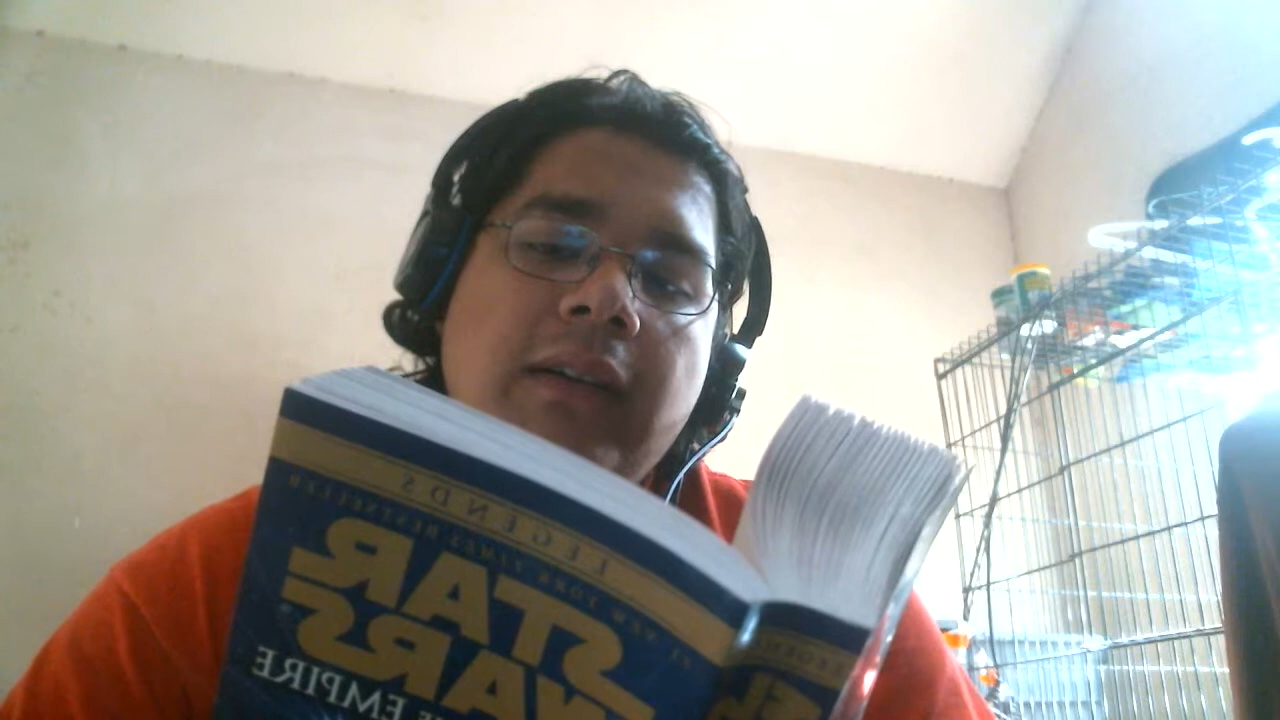 LEGENDS
#1 NEW YORK TIMES BESTSELLER
STAR
WARS
EMPIRE